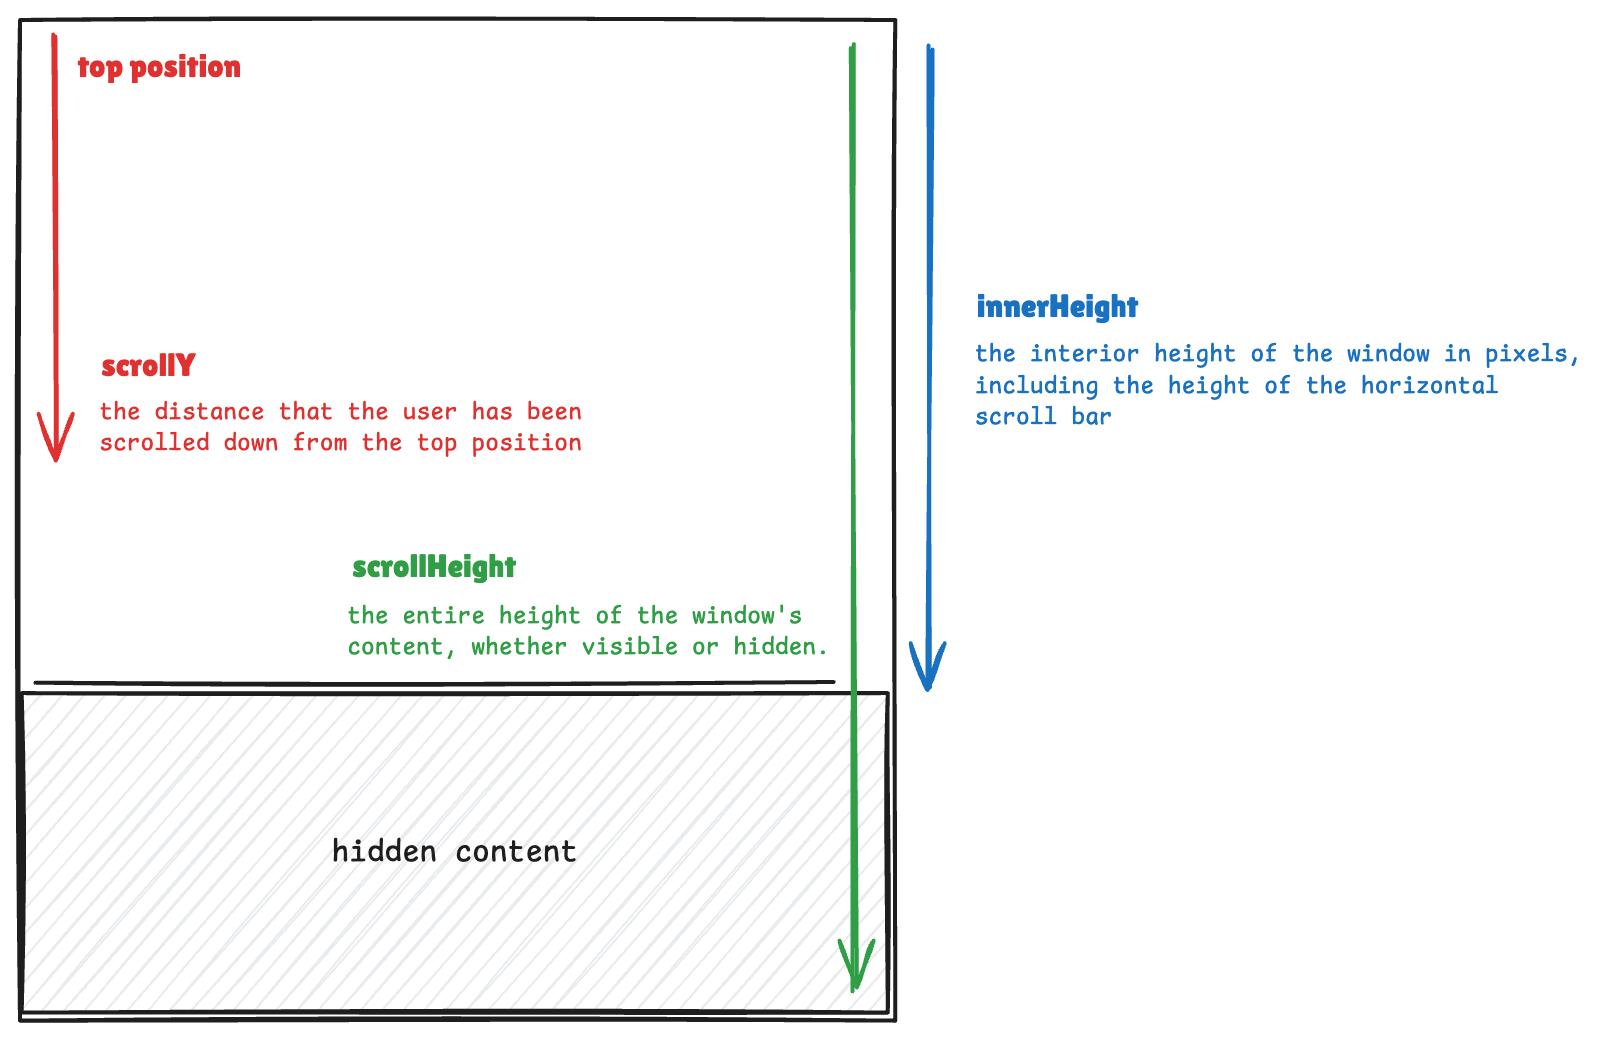 top position
scrollY
the distance that the user has been
scrolled down from the top position
innerHeight
the interior height of the window in pixels,
including the height of the horizontal
scroll bar
scrollHeight
the entire height of the window's
content, whether visible or hidden.
hidden content